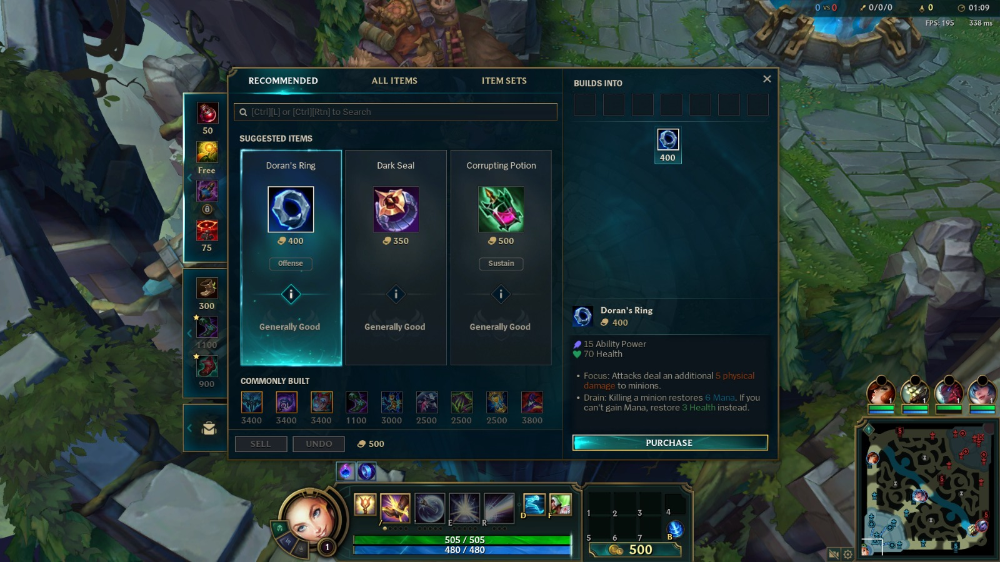 0 vs 0
0/0/0
0
01:09
FPS: 195
338 ms
RECOMMENDED
ALL ITEMS
ITEM SETS
BUILDS INTO
[Ctrl][L] or [Ctrl][Rtn] to Search
50
Free
75
300
1100
900
SUGGESTED ITEMS
Doran's Ring
Dark Seal
Corrupting Potion
400
350
500
Offense
Sustain
Generally Good
Generally Good
Generally Good
COMMONLY BUILT
3400
3400
3400
1100
3000
2500
2500
2500
3800
SELL
UNDO
500
400
Doran's Ring
400
15 Ability Power
70 Health
• Focus: Attacks deal an additional 5 physical
damage to minions.
• Drain: Killing a minion restores 6 Mana. If you
can't gain Mana, restore 3 Health instead.
PURCHASE
1
1
1
S
S
S
S
S
1
/
E
R
D
F
505 / 505
480 / 480
1
2
3
4
5
6
7
B
500